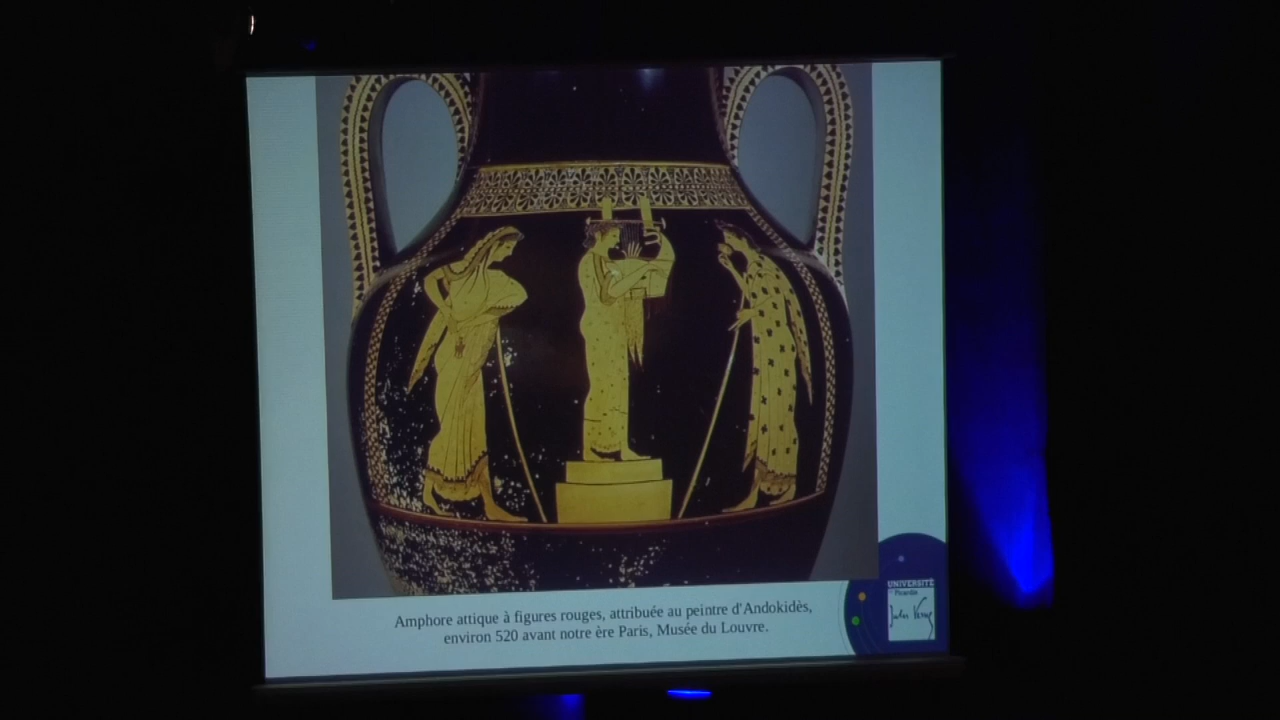 Amphore attique à figures rouges, attribuée au peintre d'Andokidès,
environ 520 avant notre ère Paris, Musée du Louvre.
UNIVERSITÉ
de Picardie
Jules Verne